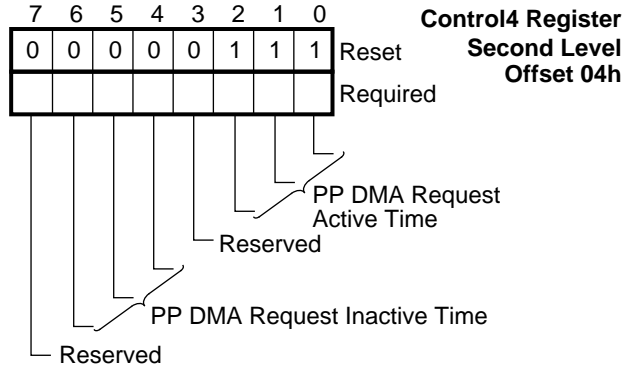 7 6 5 4 3 2 1 0
Control4 Register
Second Level
Offset 04h
0 0 0 0 0 1 1 1 Reset
Required
PP DMA Request
Active Time
Reserved
PP DMA Request Inactive Time
Reserved